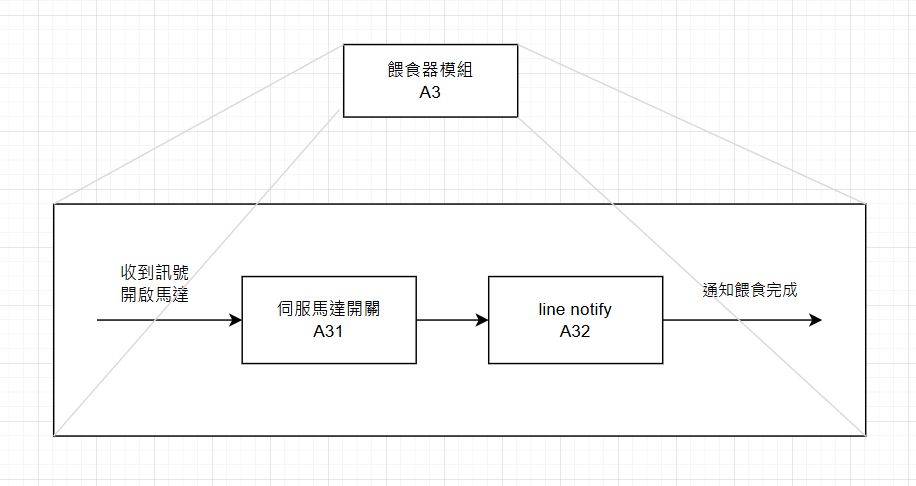 餵食器模組
A3
收到訊號
開啟馬達
伺服馬達開關
A31
line notify
A32
通知餵食完成